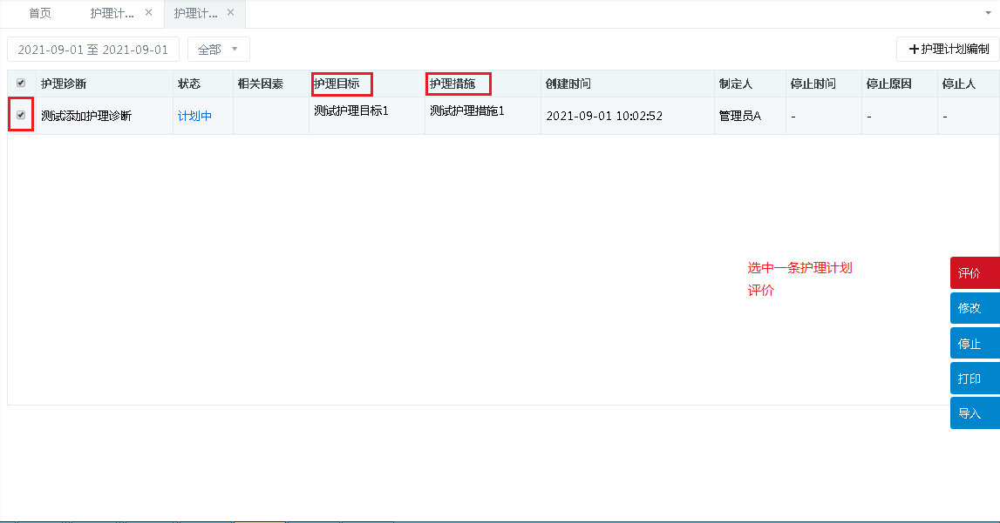 首页 护理计... × 护理计... ×
2021-09-01 至 2021-09-01 全部 +护理计划编制
护理诊断 状态 相关因素 护理目标 护理措施 创建时间 制定人 停止时间 停止原因 停止人
测试添加护理诊断 计划中 测试护理目标1 测试护理措施1 2021-09-01 10:02:52 管理员A - - -
选中一条护理计划
评价
评价
修改
停止
打印
导入